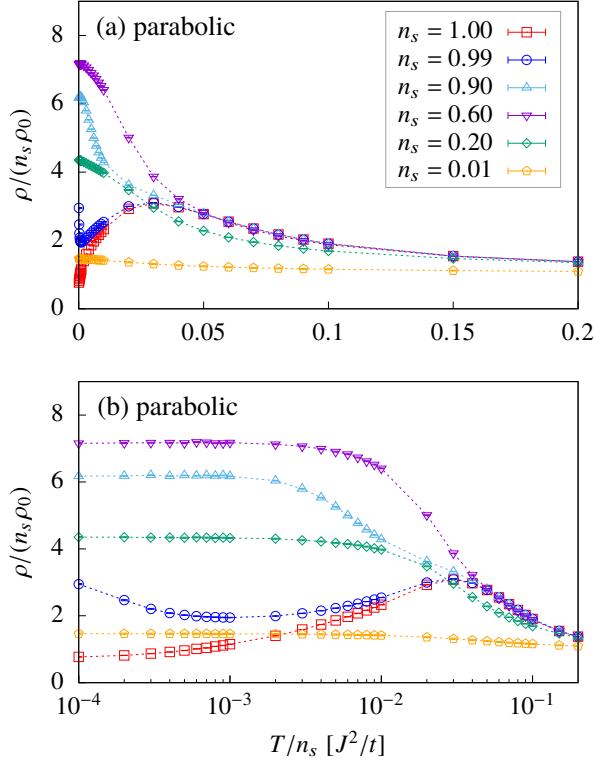 (a) parabolic
n_s = 1.00
n_s = 0.99
n_s = 0.90
n_s = 0.60
n_s = 0.20
n_s = 0.01
ρ/(n_s ρ_0)
8
6
4
2
0
0 0.05 0.1 0.15 0.2
(b) parabolic
ρ/(n_s ρ_0)
8
6
4
2
0
10^−4 10^−3 10^−2 10^−1
T/n_s [J^2/t]